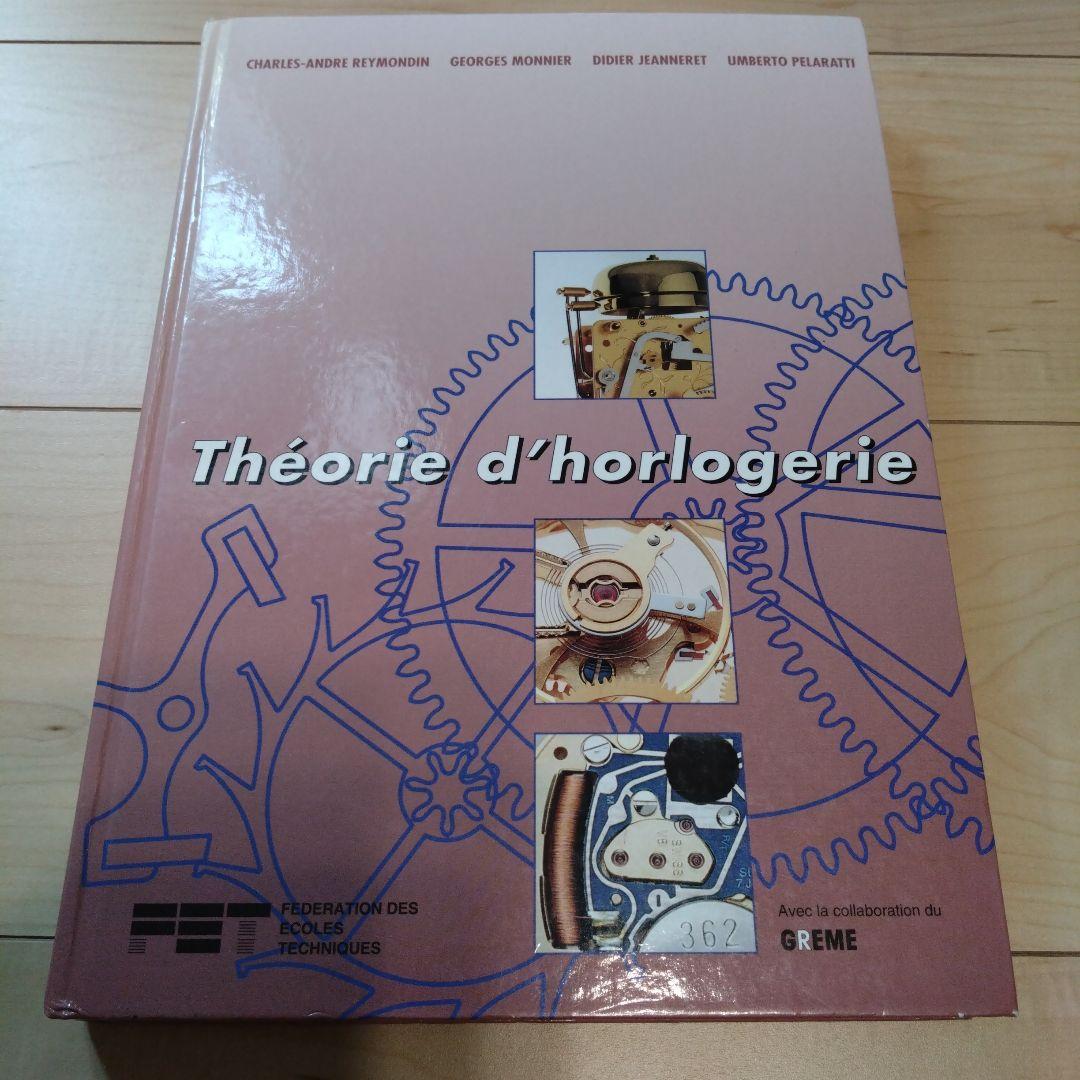 CHARLES-ANDRE REYMONDIN GEORGES MONNIER DIDIER JEANNERET UMBERTO PELARATTI
Théorie d'horlogerie
362
FET
FEDERATION DES
ECOLES
TECHNIQUES
Avec la collaboration du
GREME